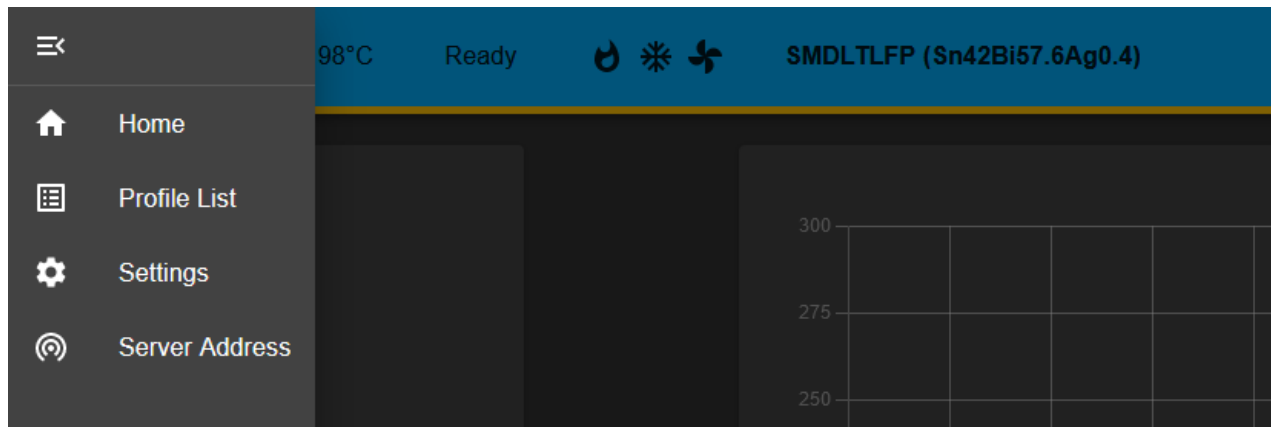 98°C Ready SMDLTLFP (Sn42Bi57.6Ag0.4)
Home
Profile List
Settings
Server Address
300
275
250